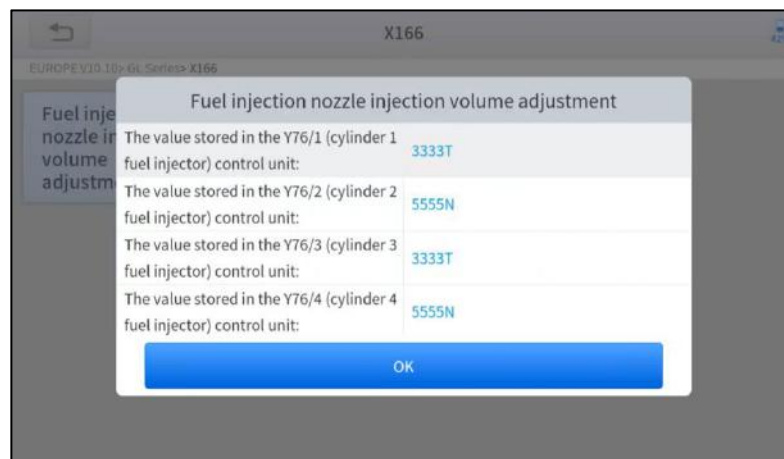 X166
EUROPE V10.10> GL Series> X166
Fuel inje
nozzle in
volume
adjustm
Fuel injection nozzle injection volume adjustment
The value stored in the Y76/1 (cylinder 1
fuel injector) control unit:
3333T
The value stored in the Y76/2 (cylinder 2
fuel injector) control unit:
5555N
The value stored in the Y76/3 (cylinder 3
fuel injector) control unit:
3333T
The value stored in the Y76/4 (cylinder 4
fuel injector) control unit:
5555N
OK